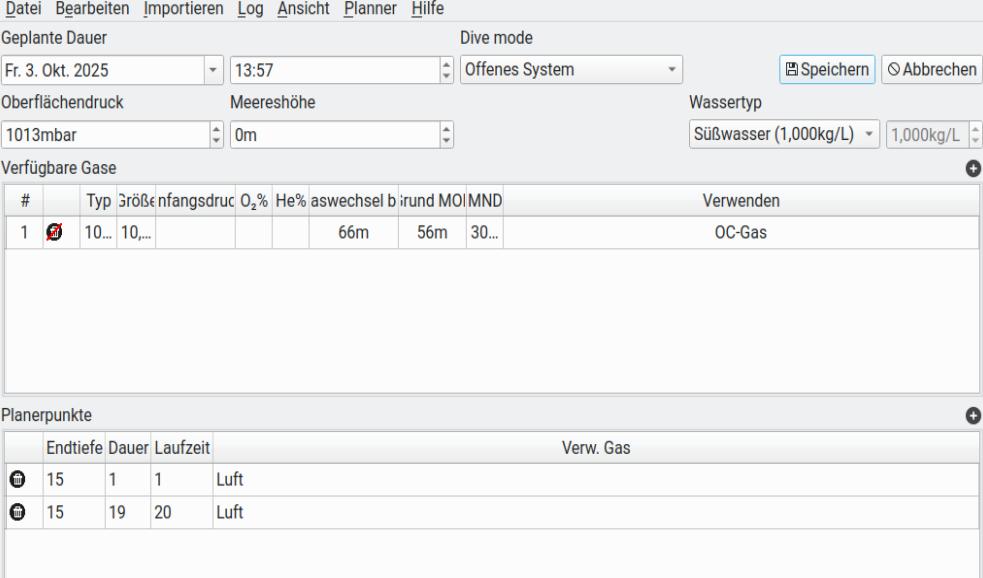 Datei Bearbeiten Importieren Log Ansicht Planner Hilfe
Geplante Dauer Dive mode
Fr. 3. Okt. 2025 13:57 Offenes System Speichern Abbrechen
Oberflächendruck Meereshöhe Wassertyp
1013mbar 0m Süßwasser (1,000kg/L) 1,000kg/L
Verfügbare Gase
# Typ Größe nfangsdruc O₂% He% aswechsel b Grund MOI MND Verwenden
1 10... 10,... 66m 56m 30... OC-Gas
Planerpunkte
Endtiefe Dauer Laufzeit Verw. Gas
15 1 1 Luft
15 19 20 Luft